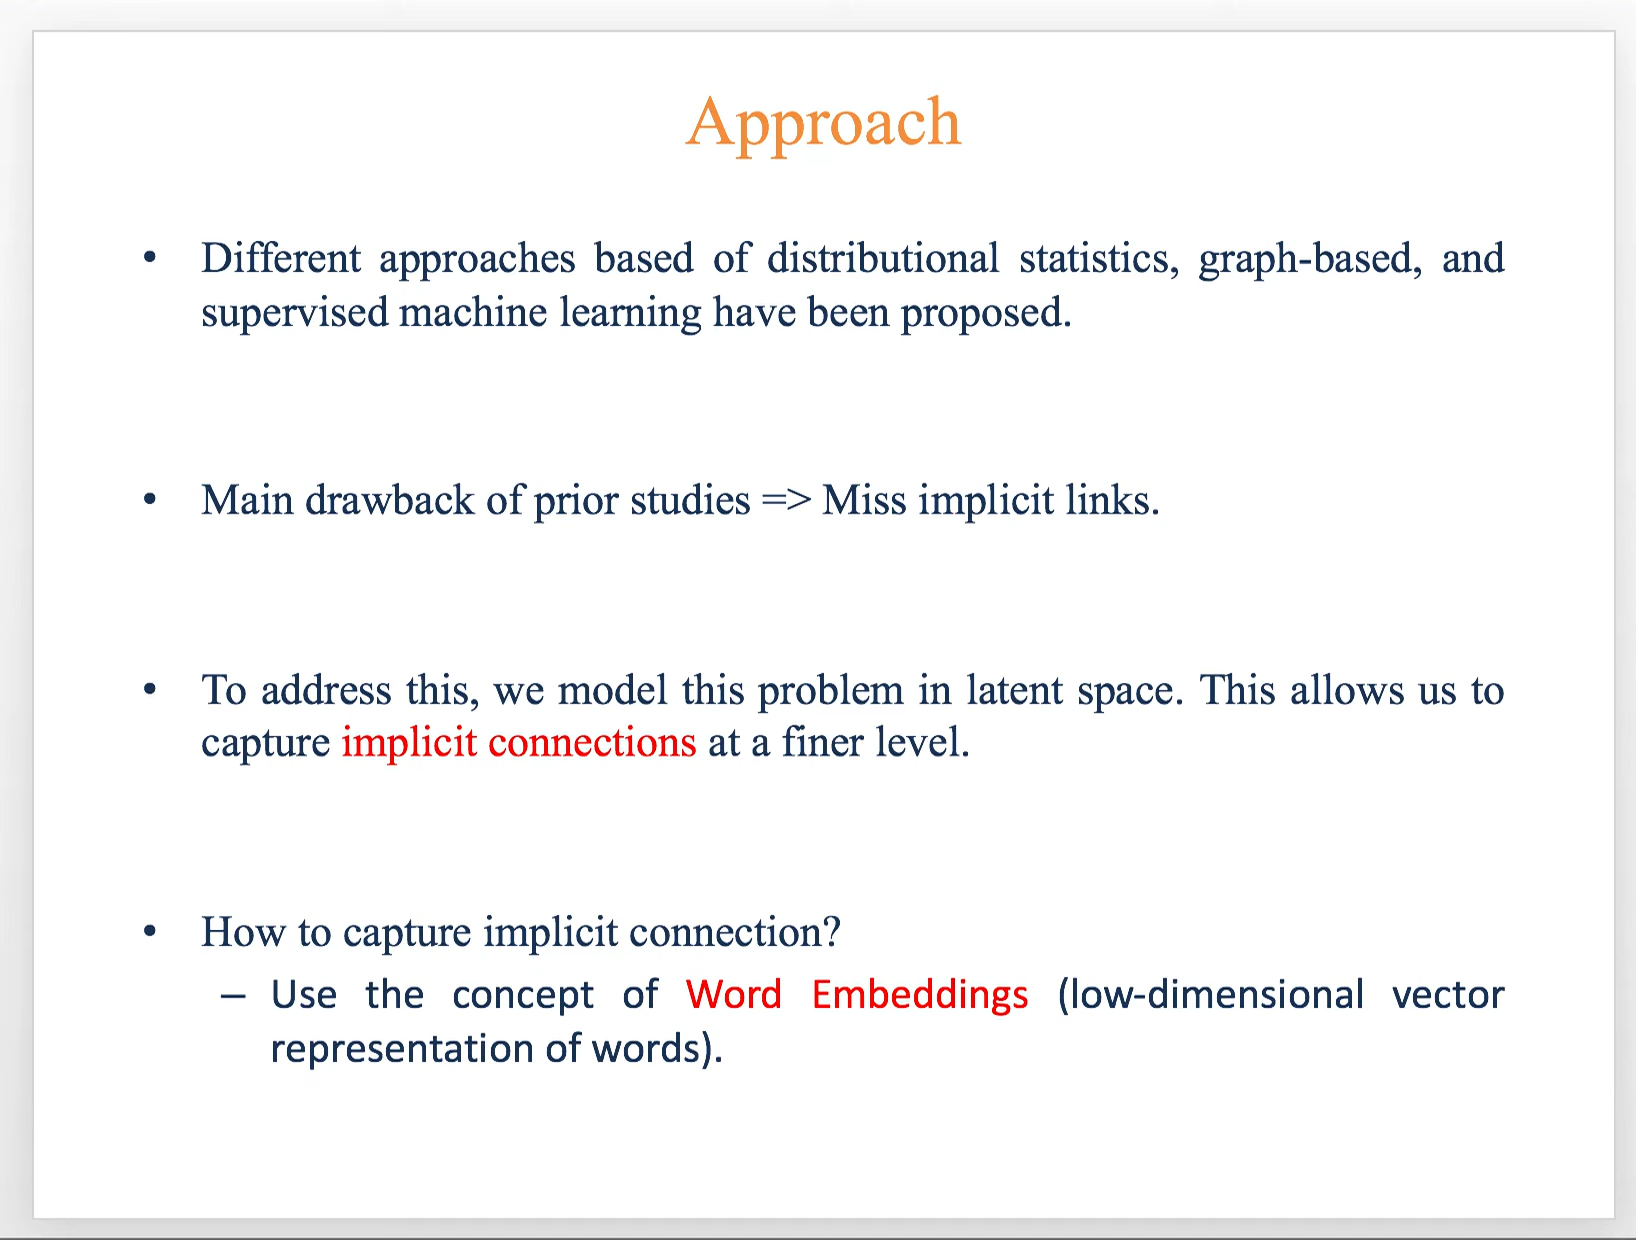 Approach
• Different approaches based of distributional statistics, graph-based, and
supervised machine learning have been proposed.
• Main drawback of prior studies => Miss implicit links.
• To address this, we model this problem in latent space. This allows us to
capture implicit connections at a finer level.
• How to capture implicit connection?
– Use the concept of Word Embeddings (low-dimensional vector
representation of words).